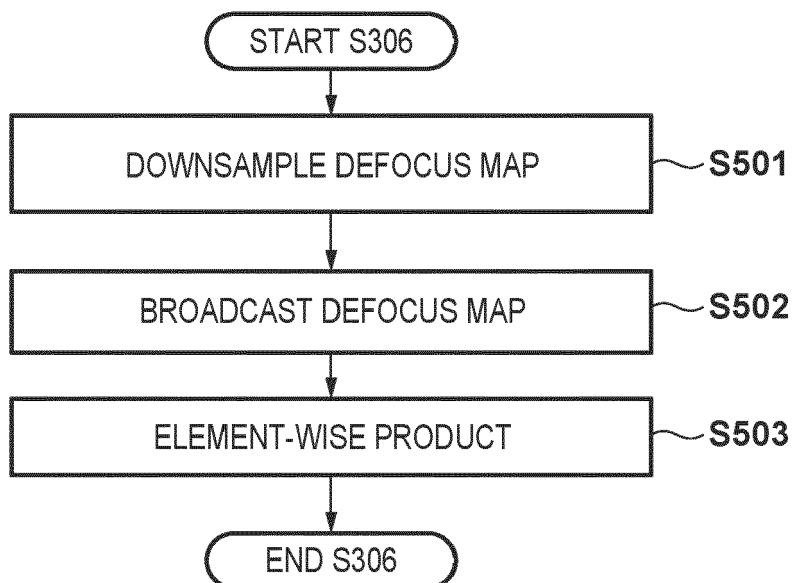 START S306
DOWNSAMPLE DEFOCUS MAP
S501
BROADCAST DEFOCUS MAP
S502
ELEMENT-WISE PRODUCT
S503
END S306